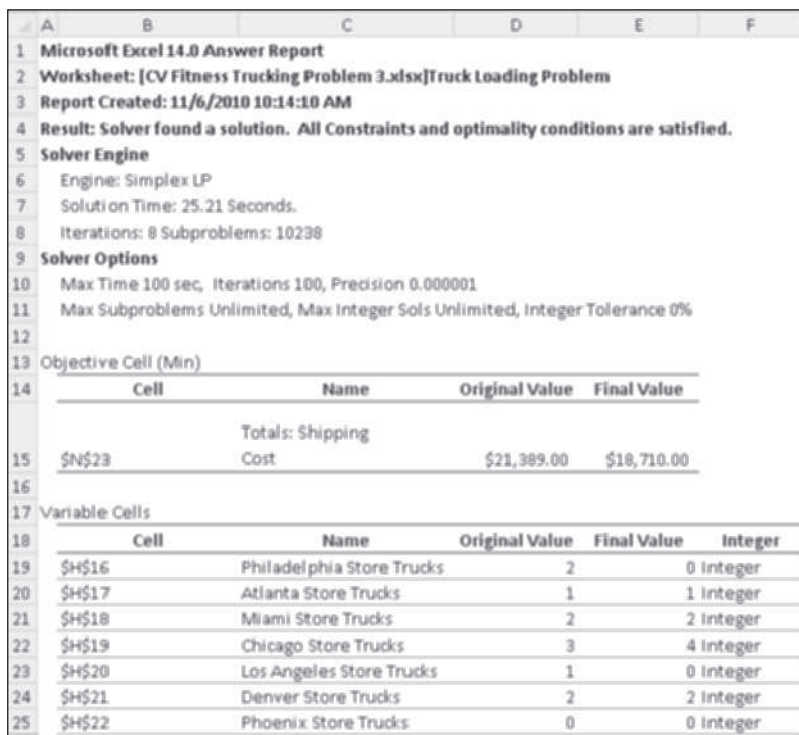 A B C D E F
1 Microsoft Excel 14.0 Answer Report
2 Worksheet: [CV Fitness Trucking Problem 3.xlsx]Truck Loading Problem
3 Report Created: 11/6/2010 10:14:10 AM
4 Result: Solver found a solution. All Constraints and optimality conditions are satisfied.
5 Solver Engine
6 Engine: Simplex LP
7 Solution Time: 25.21 Seconds.
8 Iterations: 8 Subproblems: 10238
9 Solver Options
10 Max Time 100 sec, Iterations 100, Precision 0.000001
11 Max Subproblems Unlimited, Max Integer Sols Unlimited, Integer Tolerance 0%
12
13 Objective Cell (Min)
14 Cell Name Original Value Final Value
Totals: Shipping
15 $N$23 Cost $21,389.00 $18,710.00
16
17 Variable Cells
18 Cell Name Original Value Final Value Integer
19 $H$16 Philadelphia Store Trucks 2 0 Integer
20 $H$17 Atlanta Store Trucks 1 1 Integer
21 $H$18 Miami Store Trucks 2 2 Integer
22 $H$19 Chicago Store Trucks 3 4 Integer
23 $H$20 Los Angeles Store Trucks 1 0 Integer
24 $H$21 Denver Store Trucks 2 2 Integer
25 $H$22 Phoenix Store Trucks 0 0 Integer